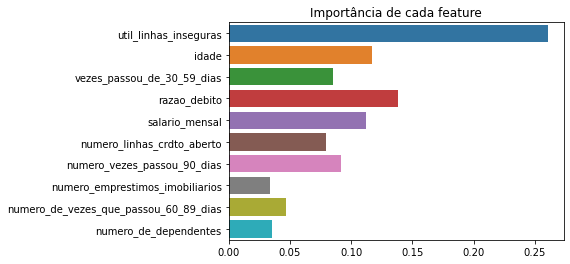 Importância de cada feature
util_linhas_inseguras
idade
vezes_passou_de_30_59_dias
razao_debito
salario_mensal
numero_linhas_crdto_aberto
numero_vezes_passou_90_dias
numero_emprestimos_imobiliarios
numero_de_vezes_que_passou_60_89_dias
numero_de_dependentes
0.00 0.05 0.10 0.15 0.20 0.25